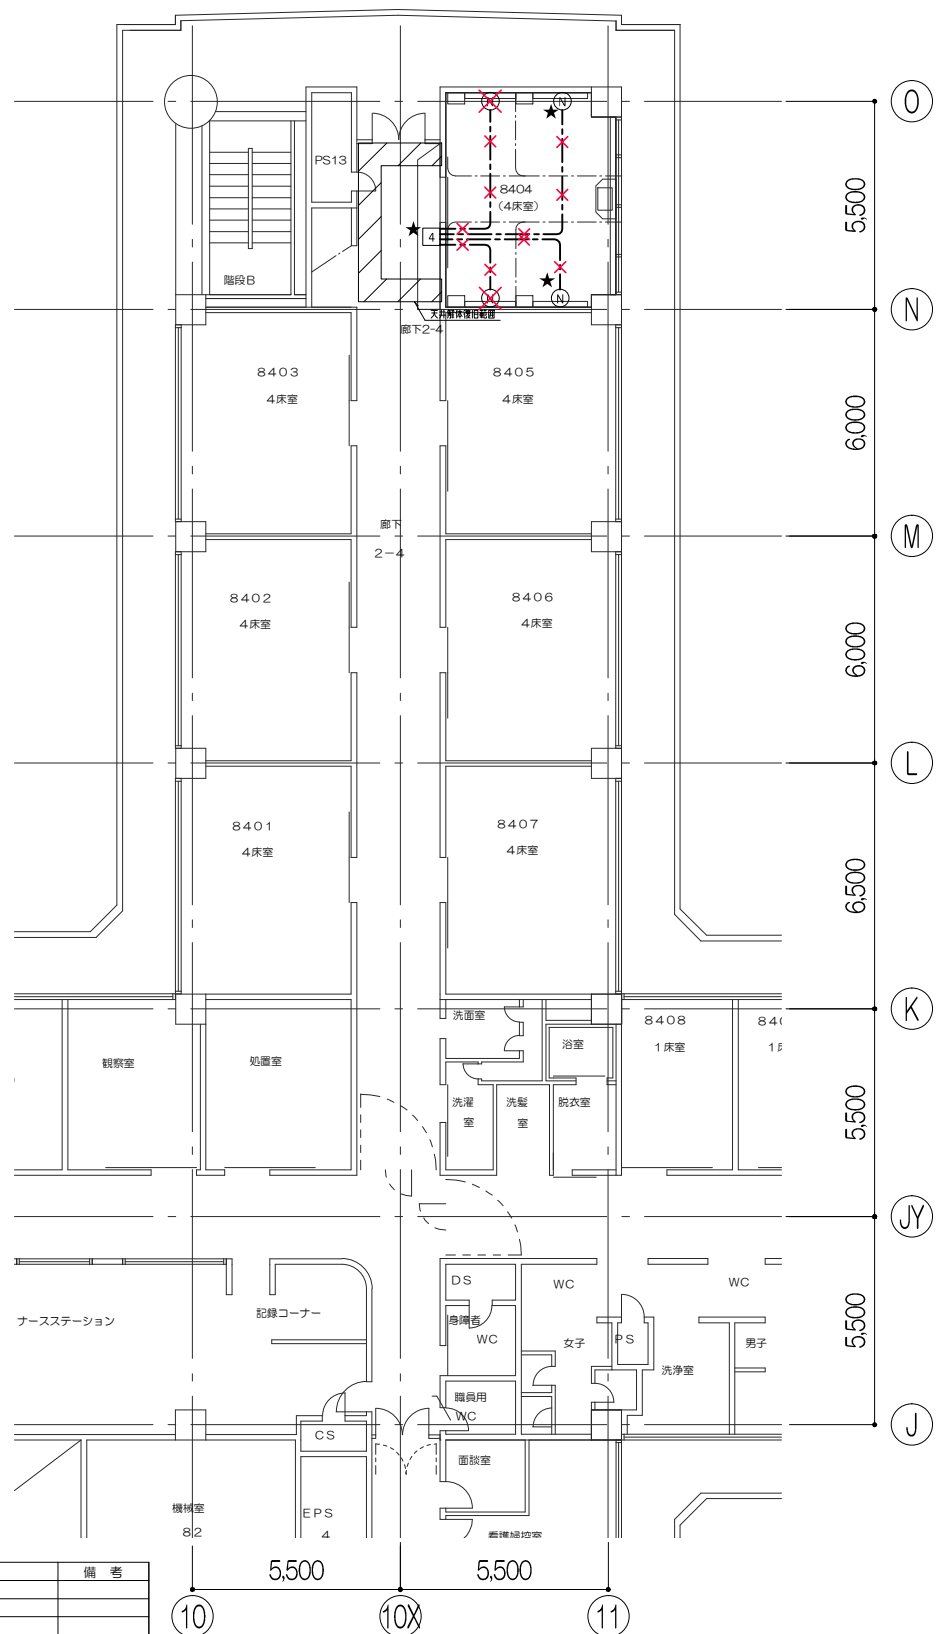 O
5,500
PS13
N
8404
(4床室)
4
階段B
N
天井解体復旧範囲
廊下2-4
N
8403
4床室
8405
4床室
6,000
廊下
2-4
M
8402
4床室
8406
4床室
6,000
L
8401
4床室
8407
4床室
6,500
K
洗面室
浴室
8408
1床室
840
観察室
処置室
洗濯
室
洗髪
室
脱衣室
5,500
JY
ナースステーション
記録コーナー
DS
WC
WC
身障者
WC
女子
PS
男子
洗浄室
5,500
職員用
WC
J
CS
面談室
機械室
82
EPS
4
看護婦控室
備 考
5,500
5,500
10
10X
11